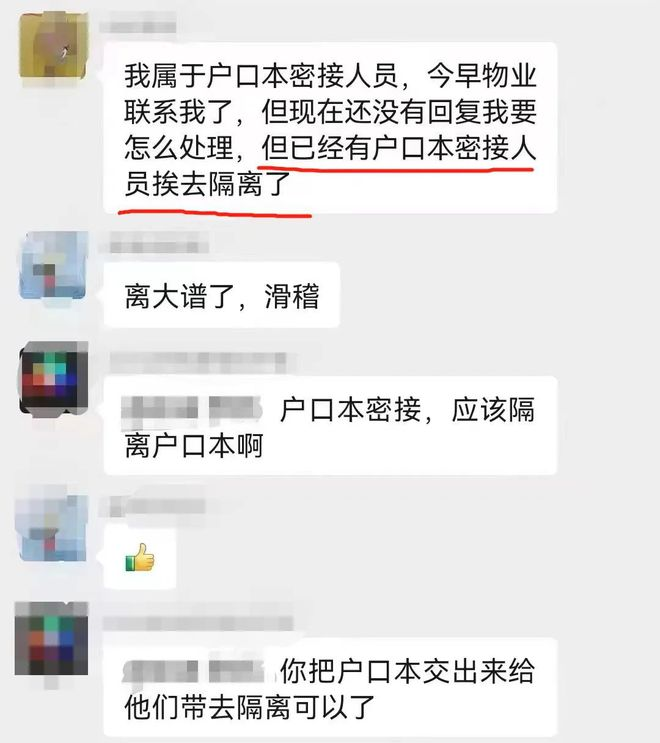 我属于户口本密接人员，今早物业
联系我了，但现在还没有回复我要
怎么处理，但已经有户口本密接人
员挨去隔离了
离大谱了，滑稽
户口本密接，应该隔
离户口本啊
你把户口本交出来给
他们带去隔离可以了